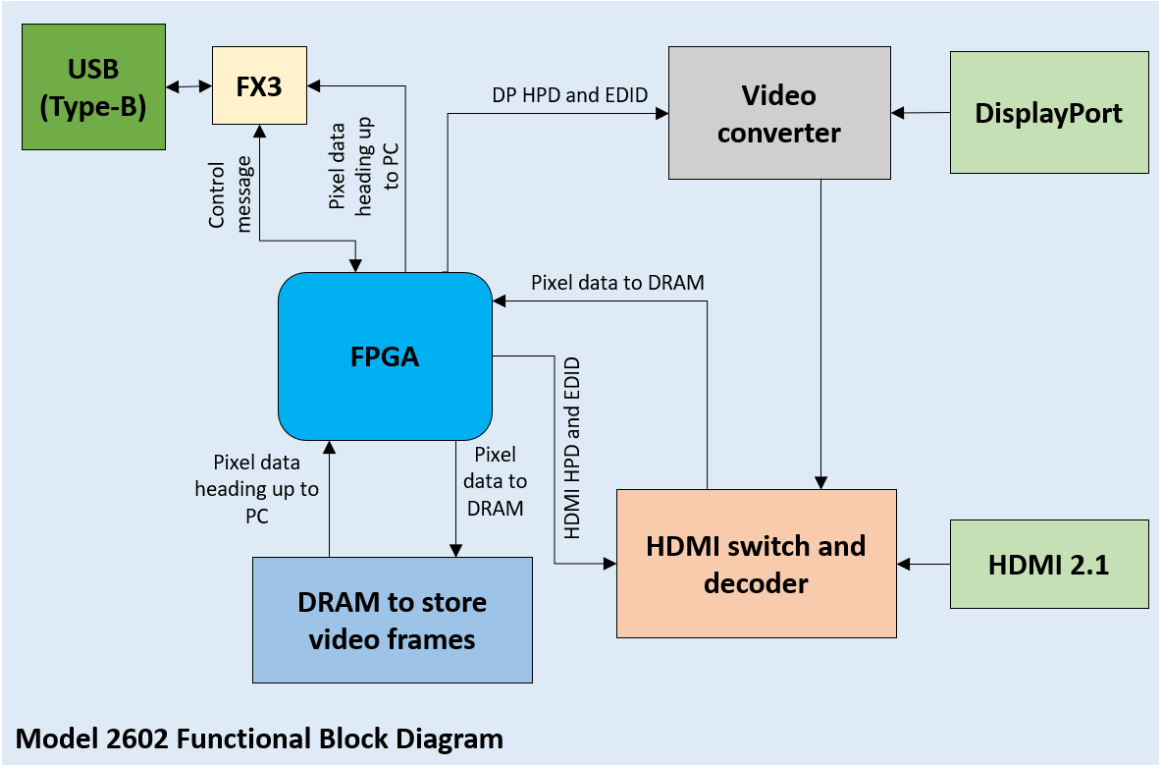 USB
(Type-B)
FX3
DP HPD and EDID
Video
converter
DisplayPort
Control
message
Pixel data
heading up
to PC
Pixel data to DRAM
FPGA
HDMI HPD and EDID
Pixel data
heading up to
PC
Pixel
data to
DRAM
HDMI switch and
decoder
HDMI 2.1
DRAM to store
video frames
Model 2602 Functional Block Diagram